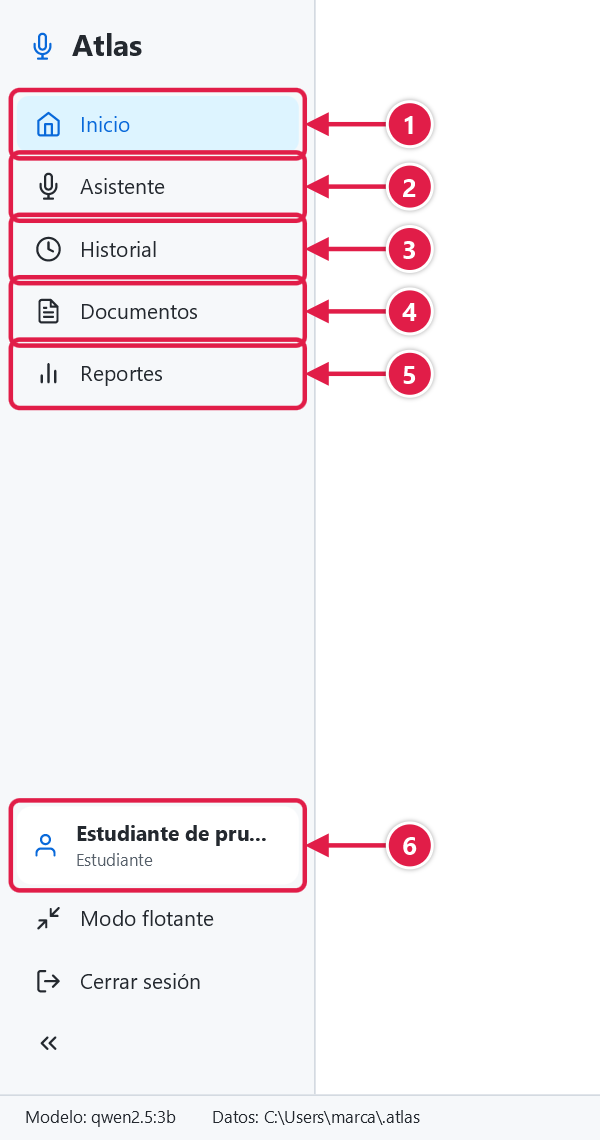 Atlas
Inicio
1
Asistente
2
Historial
3
Documentos
4
Reportes
5
Estudiante de pru...
Estudiante
6
Modo flotante
Cerrar sesión
Modelo: qwen2.5:3b Datos: C:\Users\marca\.atlas